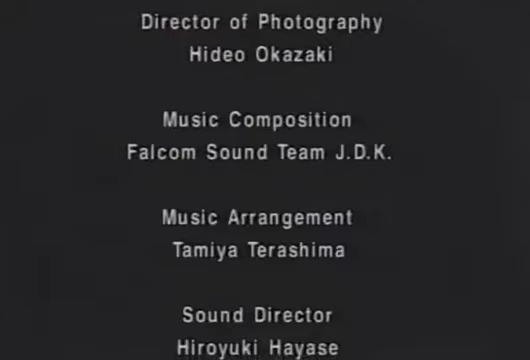 Director of Photography
Hideo Okazaki
Music Composition
Falcom Sound Team J.D.K.
Music Arrangement
Tamiya Terashima
Sound Director
Hiroyuki Hayase